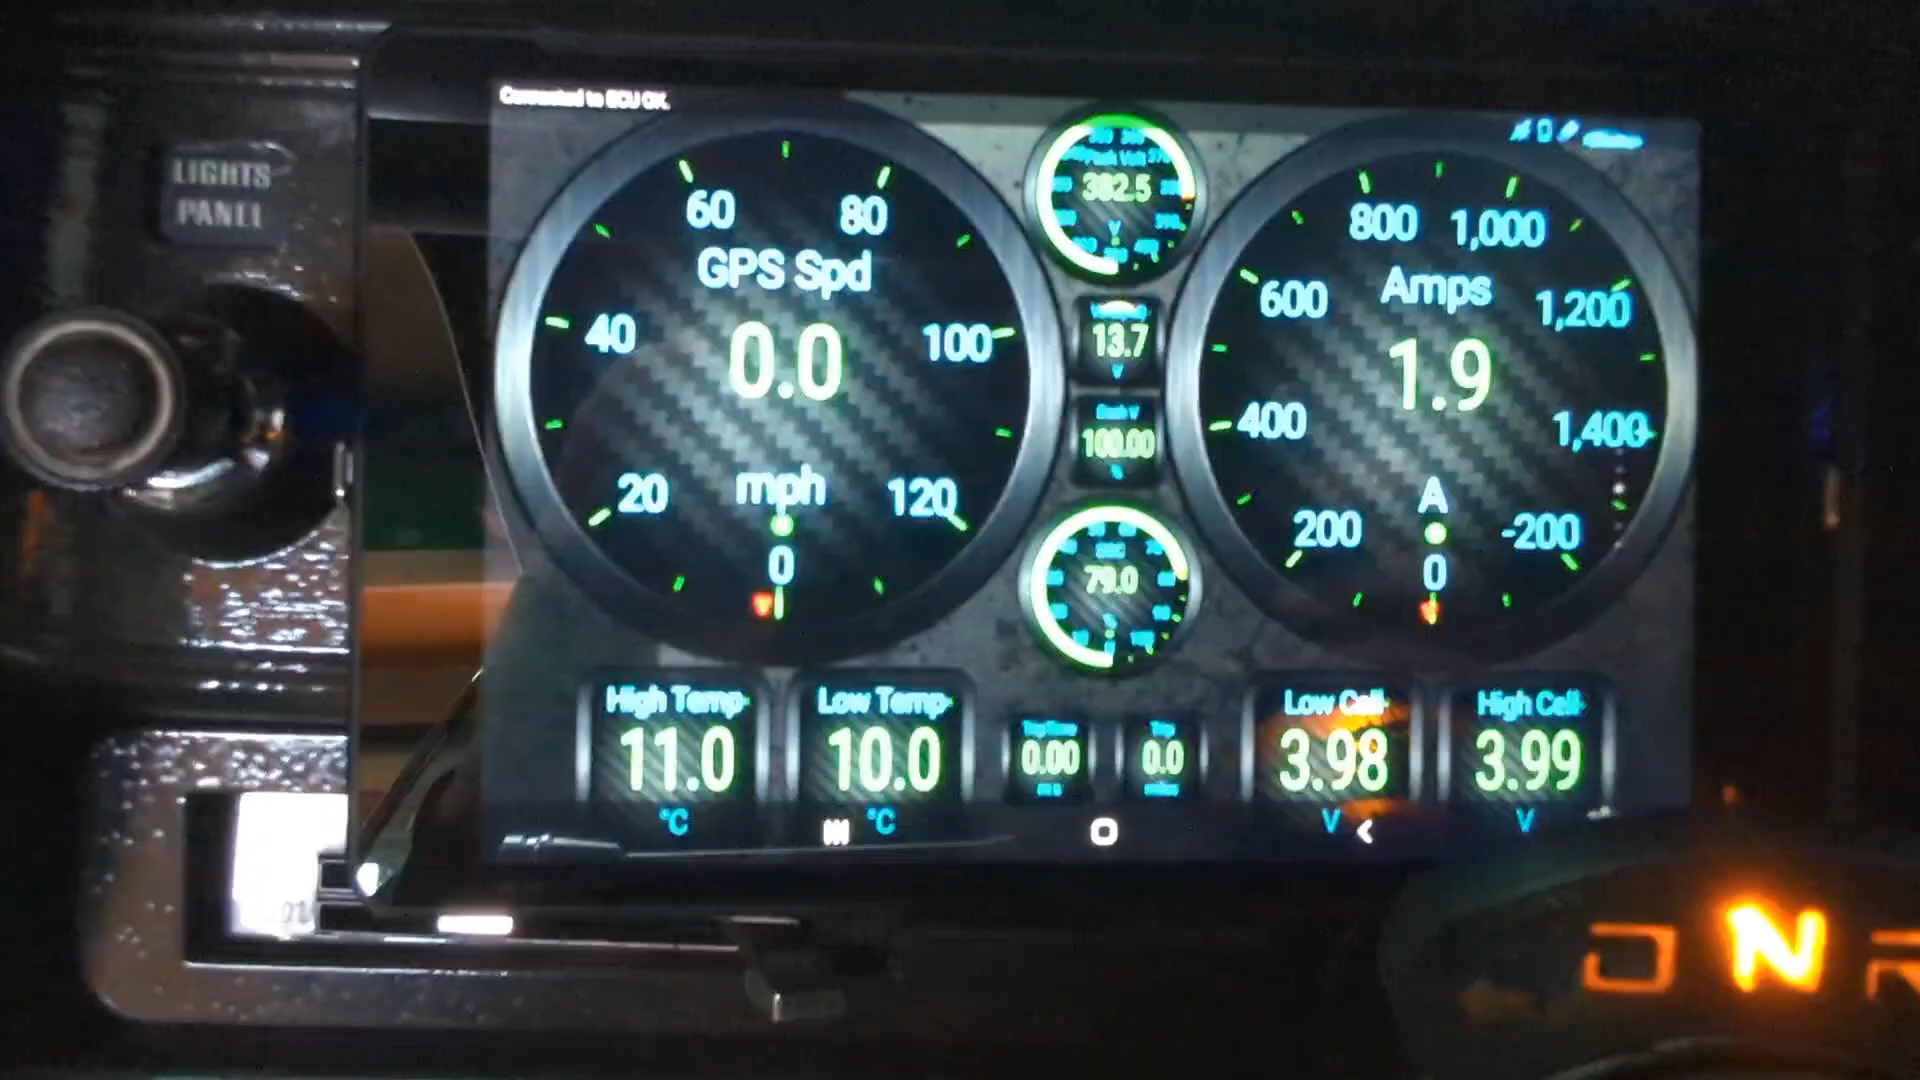 Connected to ECU OK.
LIGHTS
PANEL
60
80
GPS Spd
40
0.0
100
20
mph
120
0
Pack Volt
382.5
V
13.7
V
100.00
%
79.0
%
800
1,000
600
Amps
1,200
1.9
400
1,400
200
A
-200
0
High Temp
11.0
°C
Low Temp
10.0
°C
0.00
0.0
miles
Low Cell
3.98
V
High Cell
3.99
V
D N R